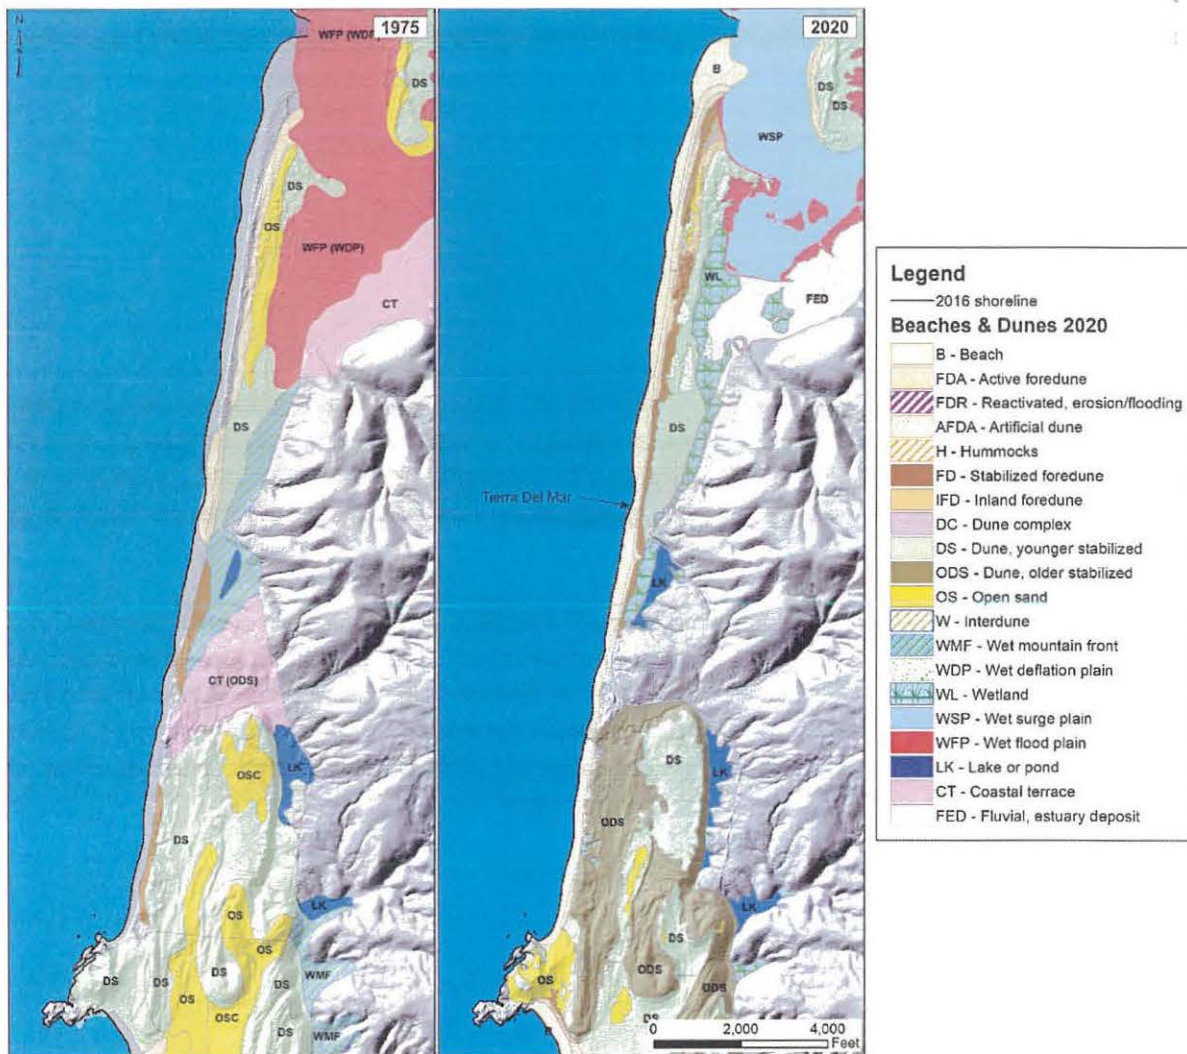 N
1975
WFP (WDP)
DS
DS
OS
WFP (WDP)
CT
DS
CT (ODS)
OSC
LK
DS
LK
OS
OS
DS
DS
DS
OS
DS
WMF
OSC
DS
WMF
2020
B
DS
DS
WSP
WL
FED
DS
Tierra Del Mar
LK
DS
LK
ODS
LK
DS
OS
ODS
ODS
DS
0 2,000 4,000
Feet
Legend
2016 shoreline
Beaches & Dunes 2020
B - Beach
FDA - Active foredune
FDR - Reactivated, erosion/flooding
AFDA - Artificial dune
H - Hummocks
FD - Stabilized foredune
IFD - Inland foredune
DC - Dune complex
DS - Dune, younger stabilized
ODS - Dune, older stabilized
OS - Open sand
W - Interdune
WMF - Wet mountain front
WDP - Wet deflation plain
WL - Wetland
WSP - Wet surge plain
WFP - Wet flood plain
LK - Lake or pond
CT - Coastal terrace
FED - Fluvial, estuary deposit